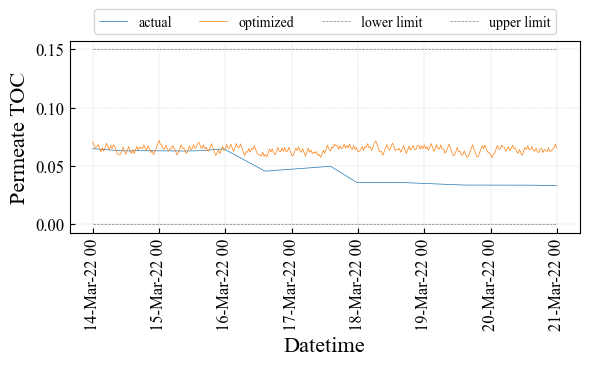 actual optimized lower limit upper limit
0.15
0.10
0.05
0.00
Permeate TOC
14-Mar-22 00
15-Mar-22 00
16-Mar-22 00
17-Mar-22 00
18-Mar-22 00
19-Mar-22 00
20-Mar-22 00
21-Mar-22 00
Datetime